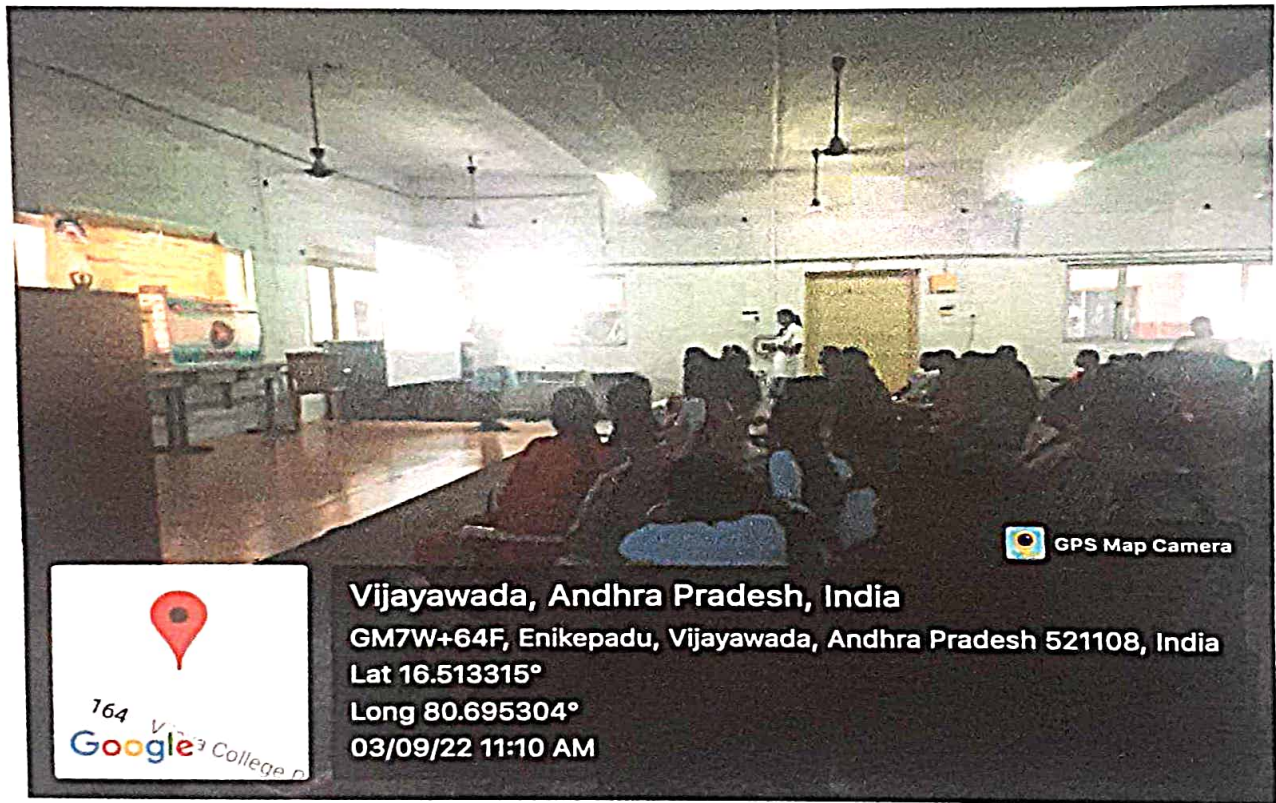 GPS Map Camera
Vijayawada, Andhra Pradesh, India
GM7W+64F, Enikepadu, Vijayawada, Andhra Pradesh 521108, India
Lat 16.513315°
Long 80.695304°
03/09/22 11:10 AM
164
College
Google